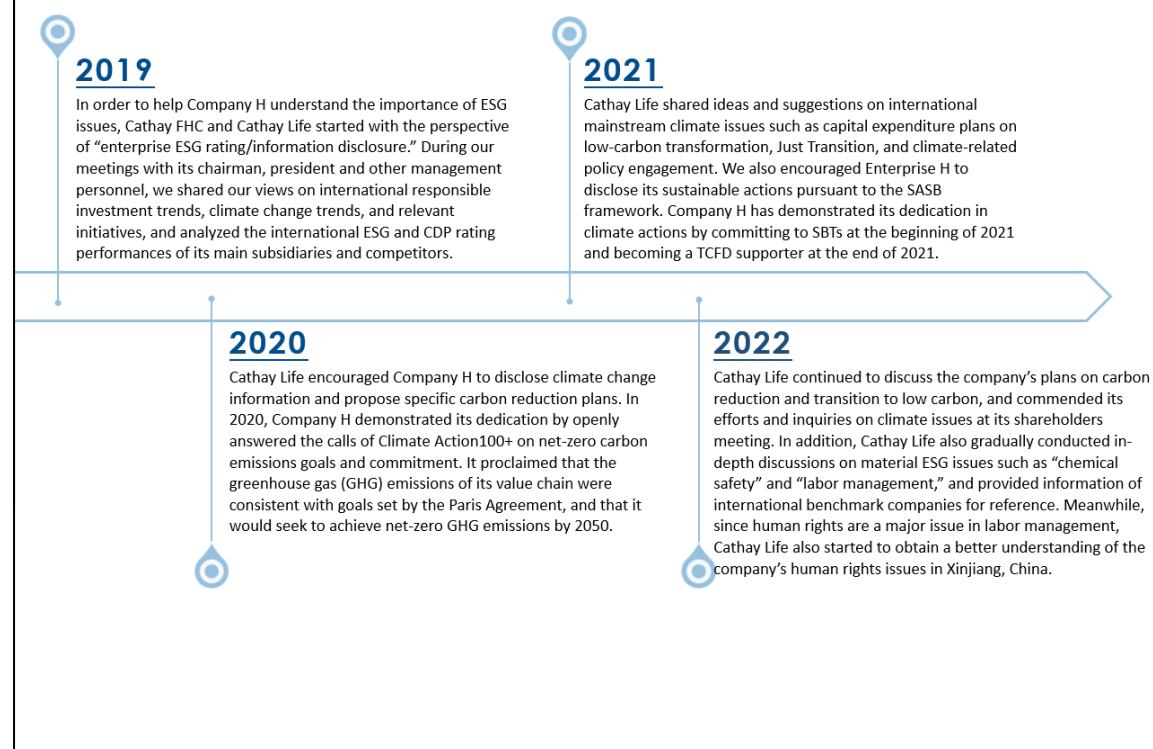 2019
In order to help Company H understand the importance of ESG
issues, Cathay FHC and Cathay Life started with the perspective
of “enterprise ESG rating/information disclosure.” During our
meetings with its chairman, president and other management
personnel, we shared our views on international responsible
investment trends, climate change trends, and relevant
initiatives, and analyzed the international ESG and CDP rating
performances of its main subsidiaries and competitors.
2021
Cathay Life shared ideas and suggestions on international
mainstream climate issues such as capital expenditure plans on
low-carbon transformation, Just Transition, and climate-related
policy engagement. We also encouraged Enterprise H to
disclose its sustainable actions pursuant to the SASB
framework. Company H has demonstrated its dedication in
climate actions by committing to SBTs at the beginning of 2021
and becoming a TCFD supporter at the end of 2021.
2020
Cathay Life encouraged Company H to disclose climate change
information and propose specific carbon reduction plans. In
2020, Company H demonstrated its dedication by openly
answered the calls of Climate Action100+ on net-zero carbon
emissions goals and commitment. It proclaimed that the
greenhouse gas (GHG) emissions of its value chain were
consistent with goals set by the Paris Agreement, and that it
would seek to achieve net-zero GHG emissions by 2050.
2022
Cathay Life continued to discuss the company’s plans on carbon
reduction and transition to low carbon, and commended its
efforts and inquiries on climate issues at its shareholders
meeting. In addition, Cathay Life also gradually conducted in-
depth discussions on material ESG issues such as “chemical
safety” and “labor management,” and provided information of
international benchmark companies for reference. Meanwhile,
since human rights are a major issue in labor management,
Cathay Life also started to obtain a better understanding of the
company’s human rights issues in Xinjiang, China.